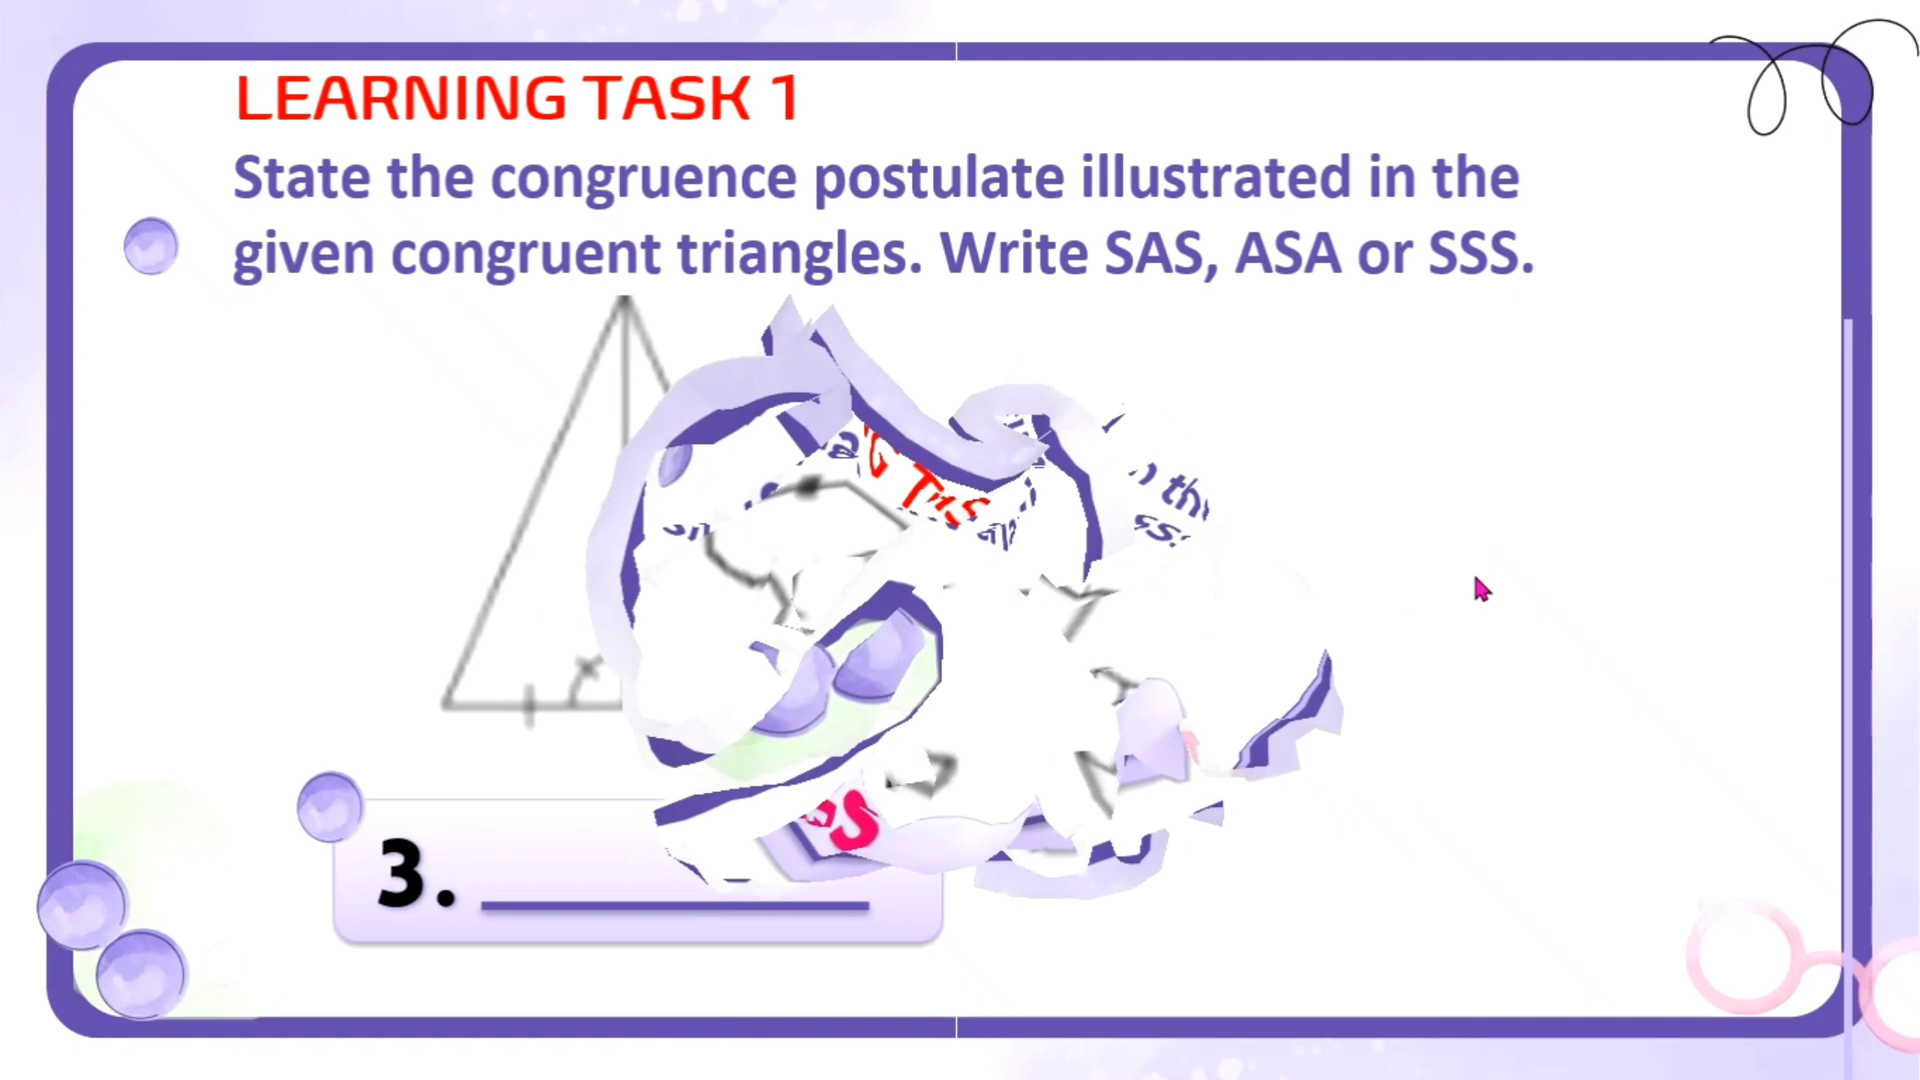 LEARNING TASK 1
State the congruence postulate illustrated in the
given congruent triangles. Write SAS, ASA or SSS.
3.